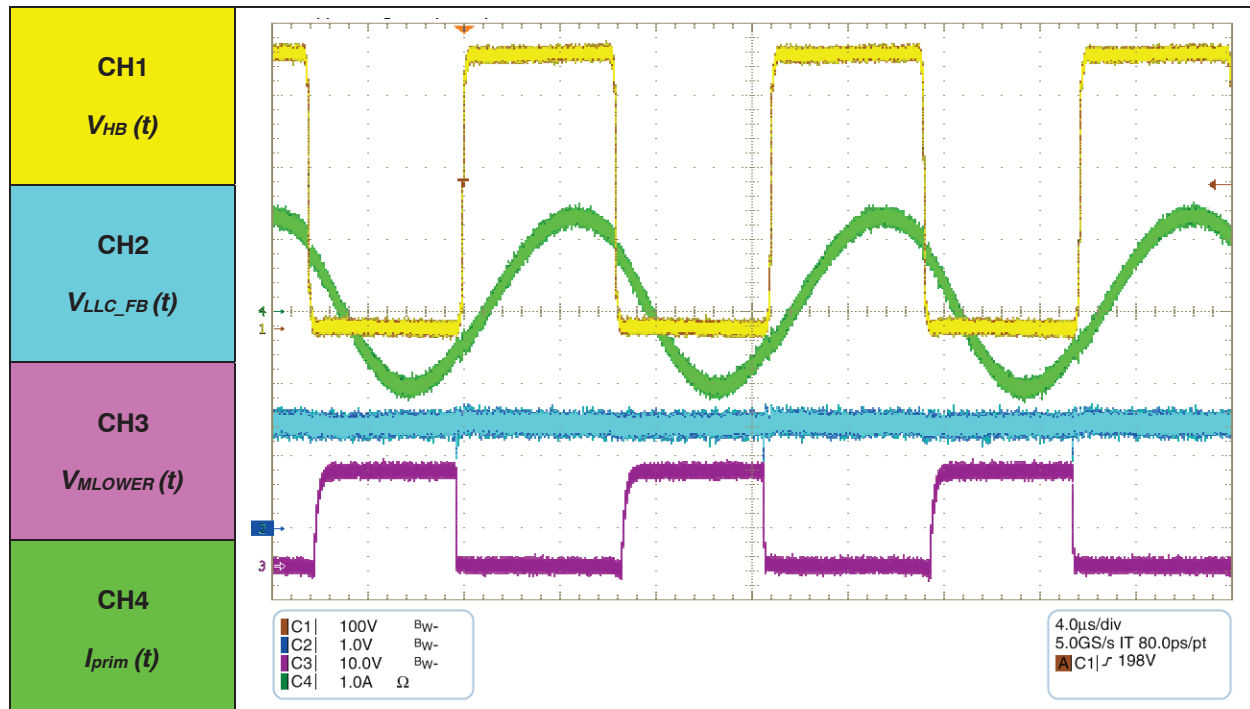 CH1
VHB (t)
CH2
VLLC_FB (t)
CH3
VMLOWER (t)
CH4
Iprim (t)
T
4
1
3
C1 100V BW-
C2 1.0V BW-
C3 10.0V BW-
C4 1.0A Ω
4.0µs/div
5.0GS/s IT 80.0ps/pt
A C1 198V